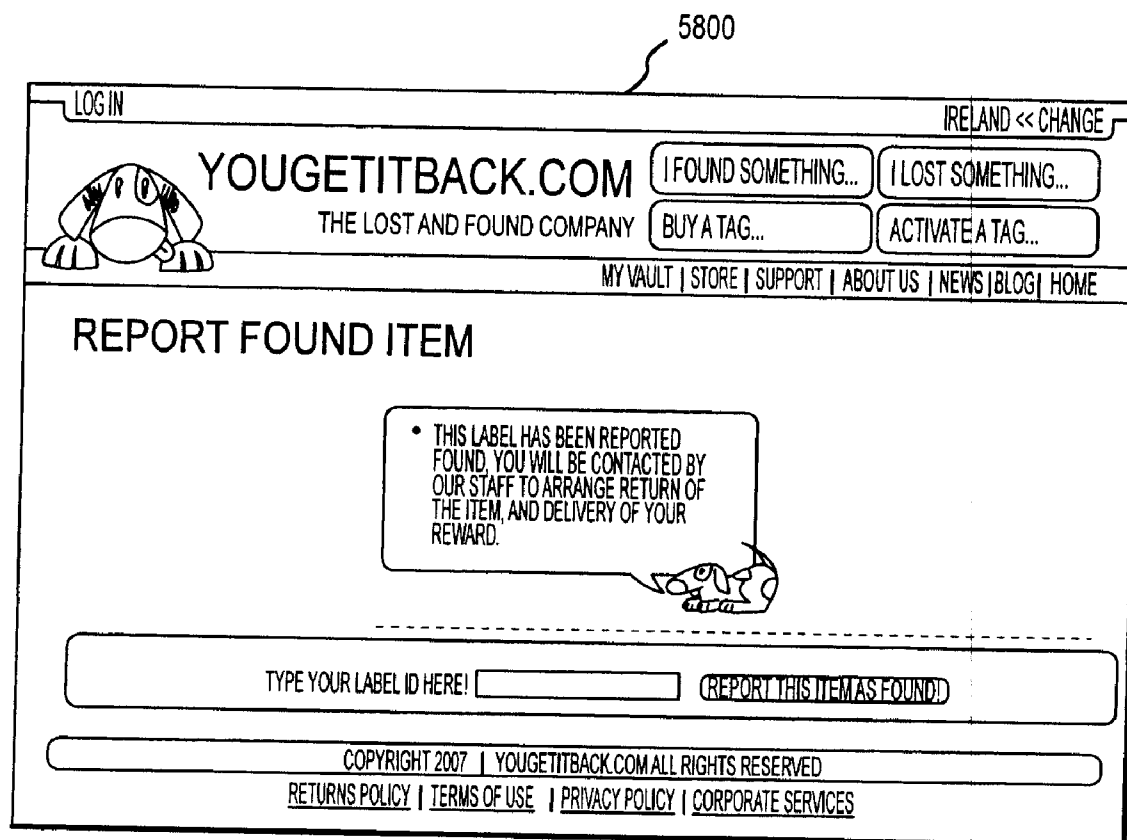 5800
LOG IN
IRELAND << CHANGE
YOUGETITBACK.COM
THE LOST AND FOUND COMPANY
I FOUND SOMETHING...
I LOST SOMETHING...
BUY A TAG...
ACTIVATE A TAG...
MY VAULT | STORE | SUPPORT | ABOUT US | NEWS | BLOG | HOME
REPORT FOUND ITEM
• THIS LABEL HAS BEEN REPORTED
FOUND, YOU WILL BE CONTACTED BY
OUR STAFF TO ARRANGE RETURN OF
THE ITEM, AND DELIVERY OF YOUR
REWARD.
TYPE YOUR LABEL ID HERE!
REPORT THIS ITEM AS FOUND!
COPYRIGHT 2007 | YOUGETITBACK.COM ALL RIGHTS RESERVED
RETURNS POLICY | TERMS OF USE | PRIVACY POLICY | CORPORATE SERVICES